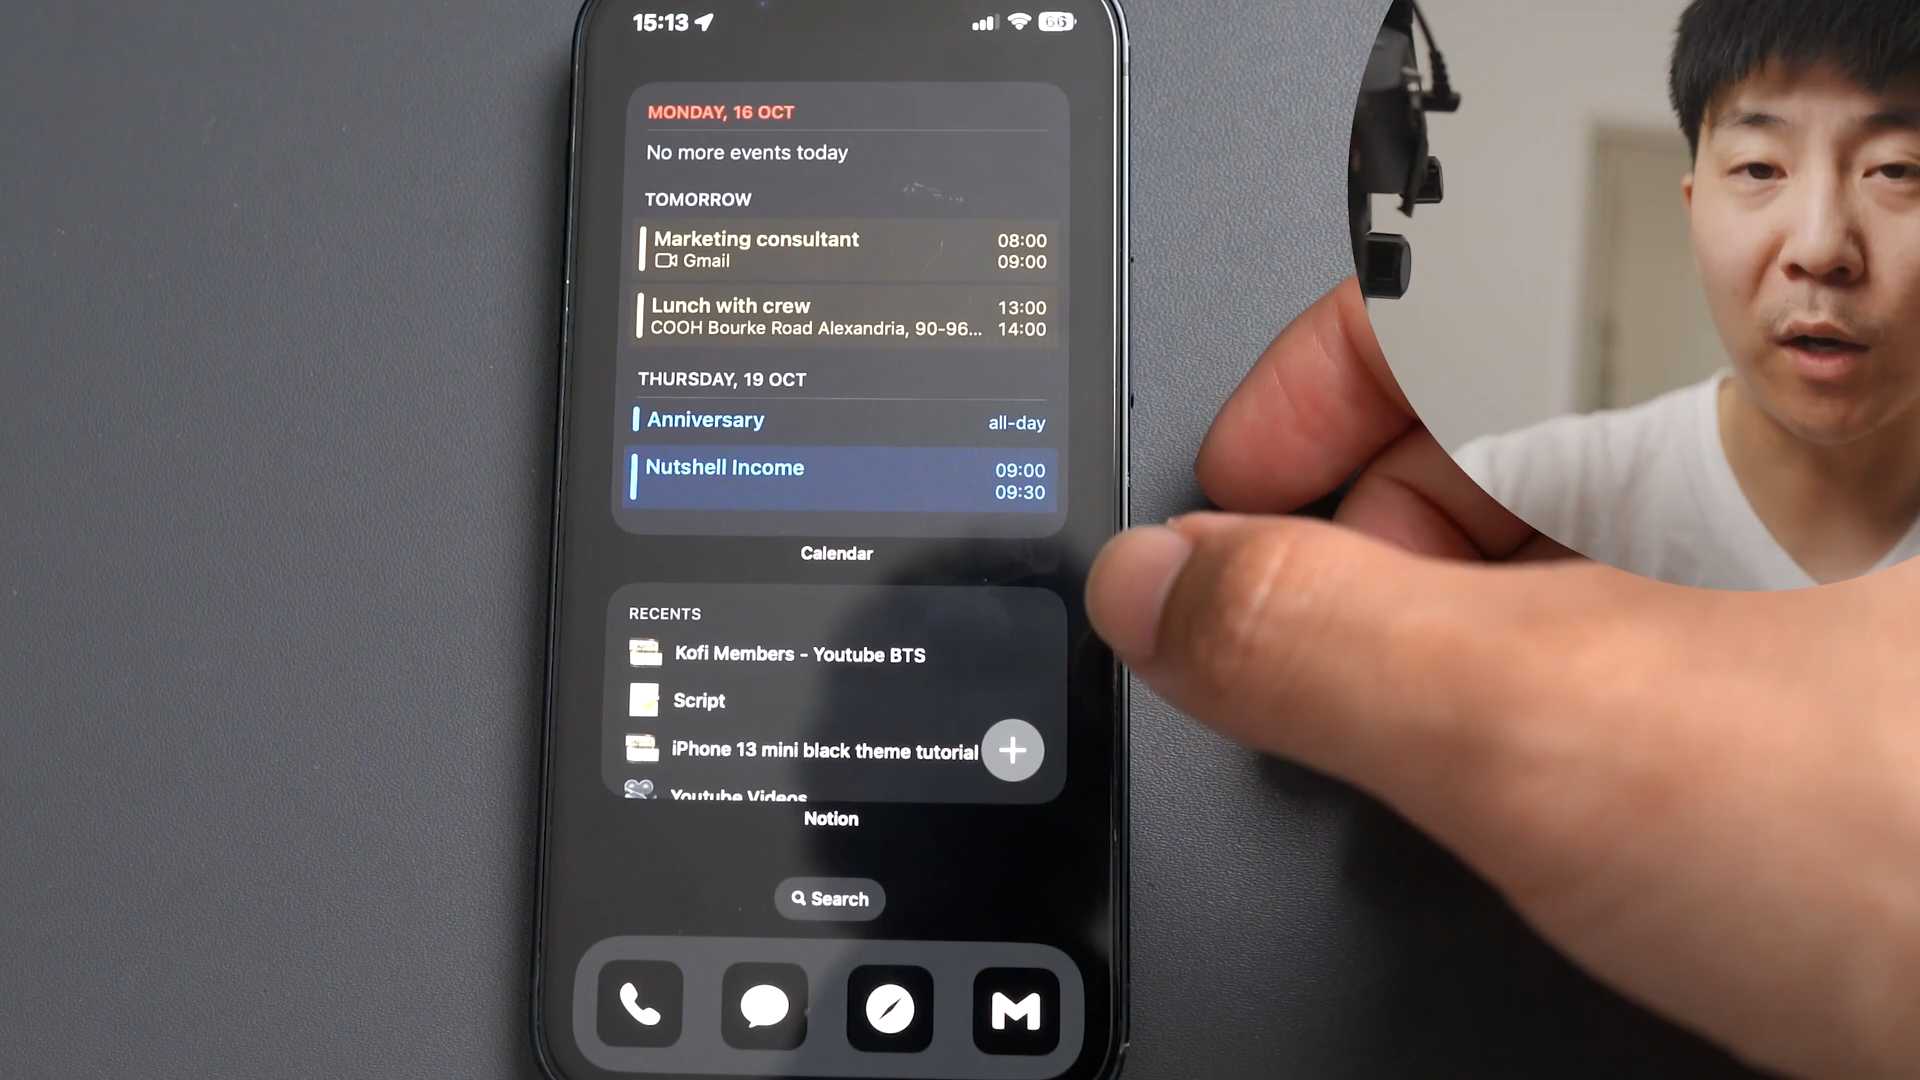 15:13
66
MONDAY, 16 OCT
No more events today
TOMORROW
Marketing consultant 08:00
Gmail 09:00
Lunch with crew 13:00
COOH Bourke Road Alexandria, 90-96... 14:00
THURSDAY, 19 OCT
Anniversary all-day
Nutshell Income 09:00
09:30
Calendar
RECENTS
Kofi Members - Youtube BTS
Script
iPhone 13 mini black theme tutorial
Youtube Videos
Notion
Search